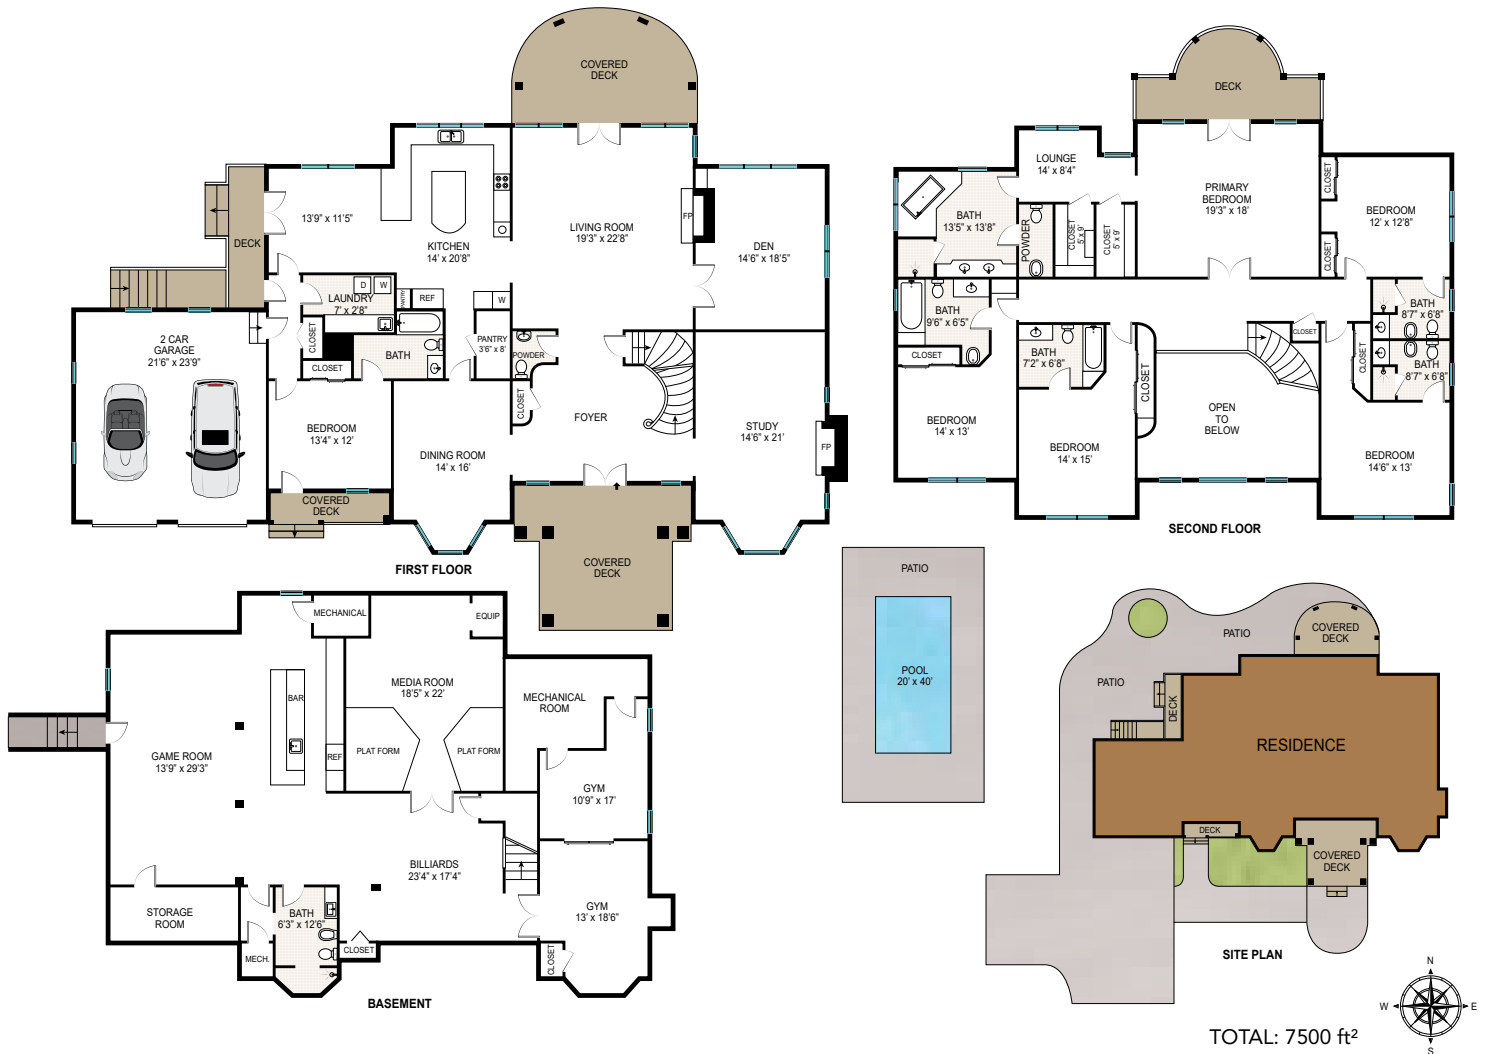 COVERED
DECK
13'9" x 11'5"
KITCHEN
14' x 20'8"
LIVING ROOM
19'3" x 22'8"
FP
DEN
14'6" x 18'5"
DECK
D
W
LAUNDRY
7' x 2'8"
PANTRY
REF
W
2 CAR
GARAGE
21'6" x 23'9"
CLOSET
CLOSET
BATH
PANTRY
3'6" x 8'
POWDER
CLOSET
FOYER
BEDROOM
13'4" x 12'
DINING ROOM
14' x 16'
STUDY
14'6" x 21'
FP
COVERED
DECK
COVERED
DECK
FIRST FLOOR
DECK
LOUNGE
14' x 8'4"
PRIMARY
BEDROOM
19'3" x 18'
CLOSET
BEDROOM
12' x 12'8"
CLOSET
BATH
13'5" x 13'8"
POWDER
CLOSET
5' x 9'
CLOSET
5' x 9'
BATH
9'6" x 6'5"
CLOSET
BATH
7'2" x 6'8"
CLOSET
CLOSET
CLOSET
BATH
8'7" x 6'8"
BATH
8'7" x 6'8"
BEDROOM
14' x 13'
BEDROOM
14' x 15'
OPEN
TO
BELOW
BEDROOM
14'6" x 13'
SECOND FLOOR
MECHANICAL
EQUIP
MEDIA ROOM
18'5" x 22'
BAR
MECHANICAL
ROOM
GAME ROOM
13'9" x 29'3"
REF
PLAT FORM
PLAT FORM
GYM
10'9" x 17'
BILLIARDS
23'4" x 17'4"
STORAGE
ROOM
BATH
6'3" x 12'6"
GYM
13' x 18'6"
MECH.
CLOSET
CLOSET
BASEMENT
PATIO
POOL
20' x 40'
PATIO
COVERED
DECK
PATIO
DECK
RESIDENCE
DECK
COVERED
DECK
SITE PLAN
N
W
E
S
TOTAL: 7500 ft²